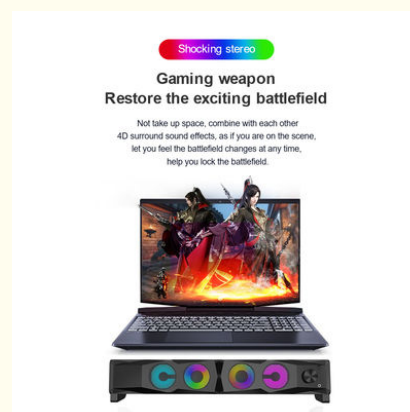 Shocking stereo
Gaming weapon
Restore the exciting battlefield
Not take up space, combine with each other
4D surround sound effects, as if you are on the scene,
let you feel the battlefield changes at any time,
help you lock the battlefield.